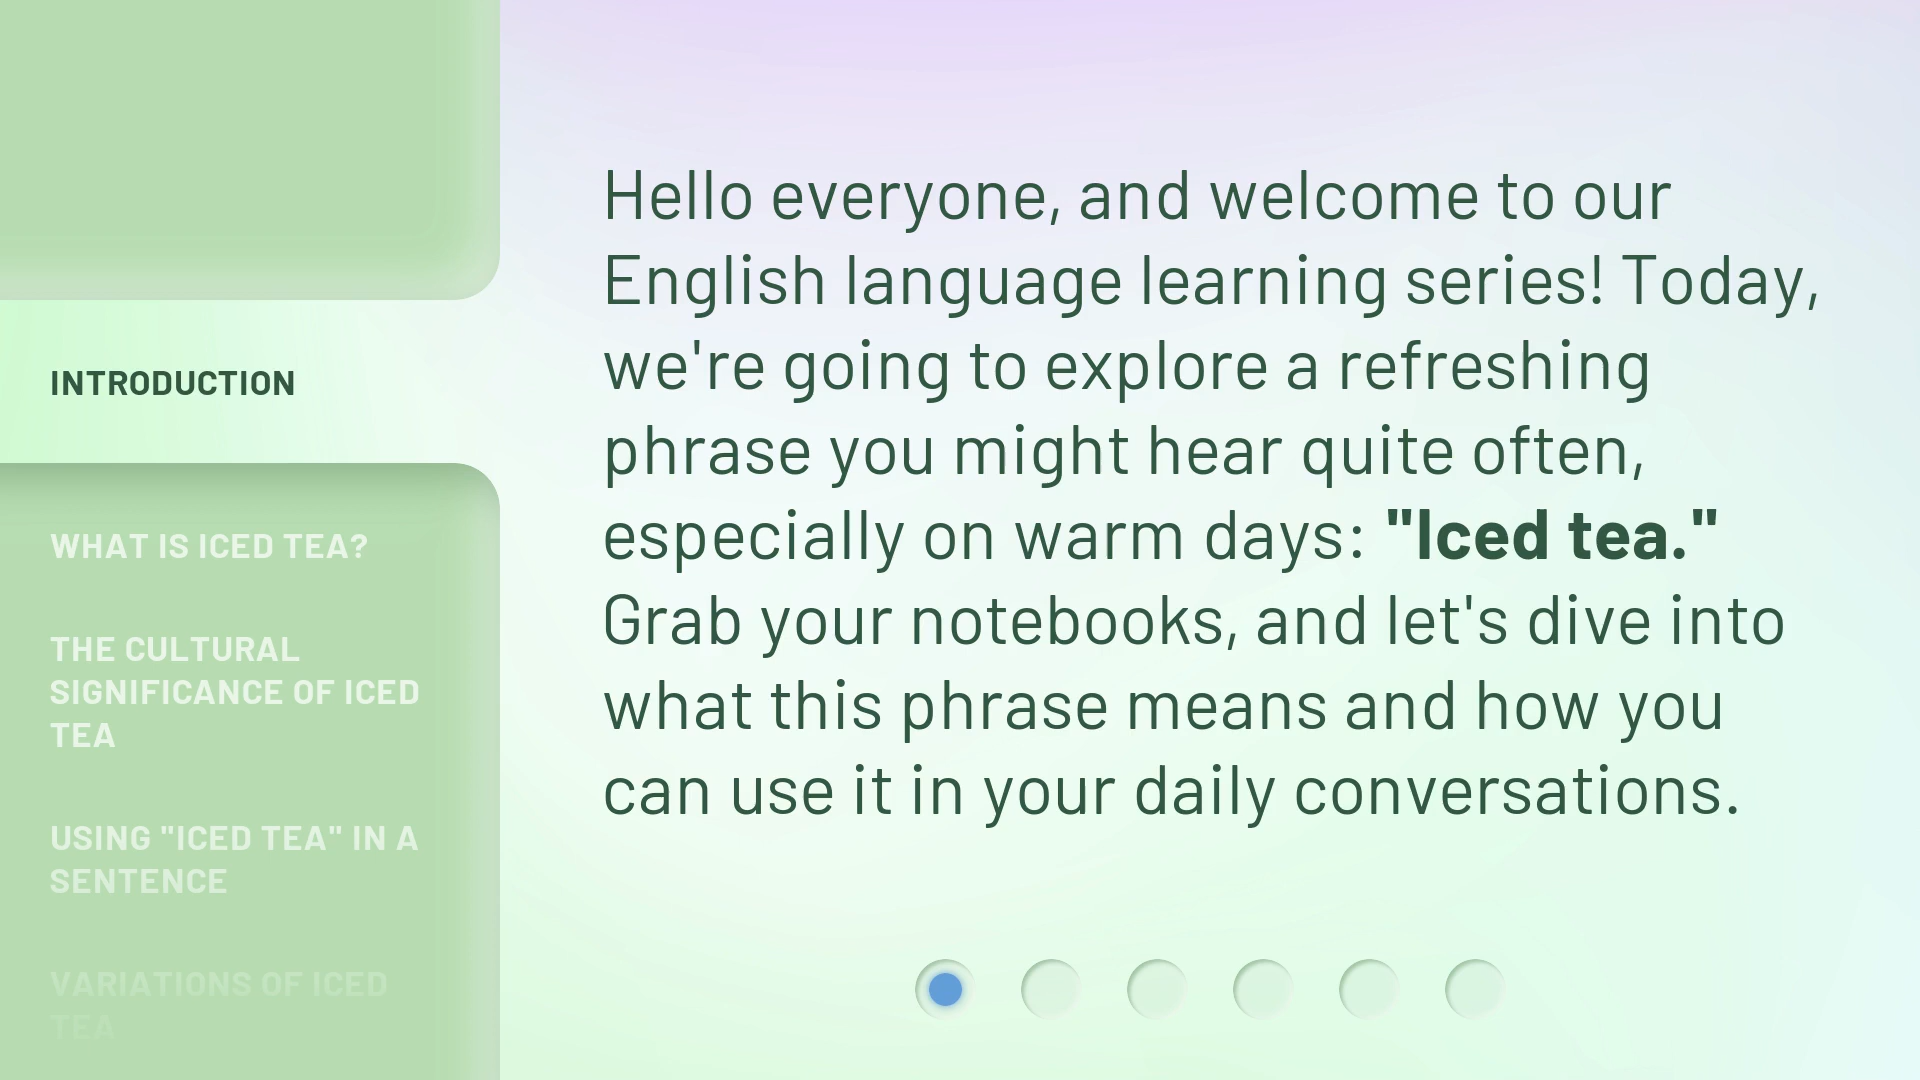 INTRODUCTION
WHAT IS ICED TEA?
THE CULTURAL
SIGNIFICANCE OF ICED
TEA
USING "ICED TEA" IN A
SENTENCE
VARIATIONS OF ICED
TEA
Hello everyone, and welcome to our
English language learning series! Today,
we're going to explore a refreshing
phrase you might hear quite often,
especially on warm days: "Iced tea."
Grab your notebooks, and let's dive into
what this phrase means and how you
can use it in your daily conversations.